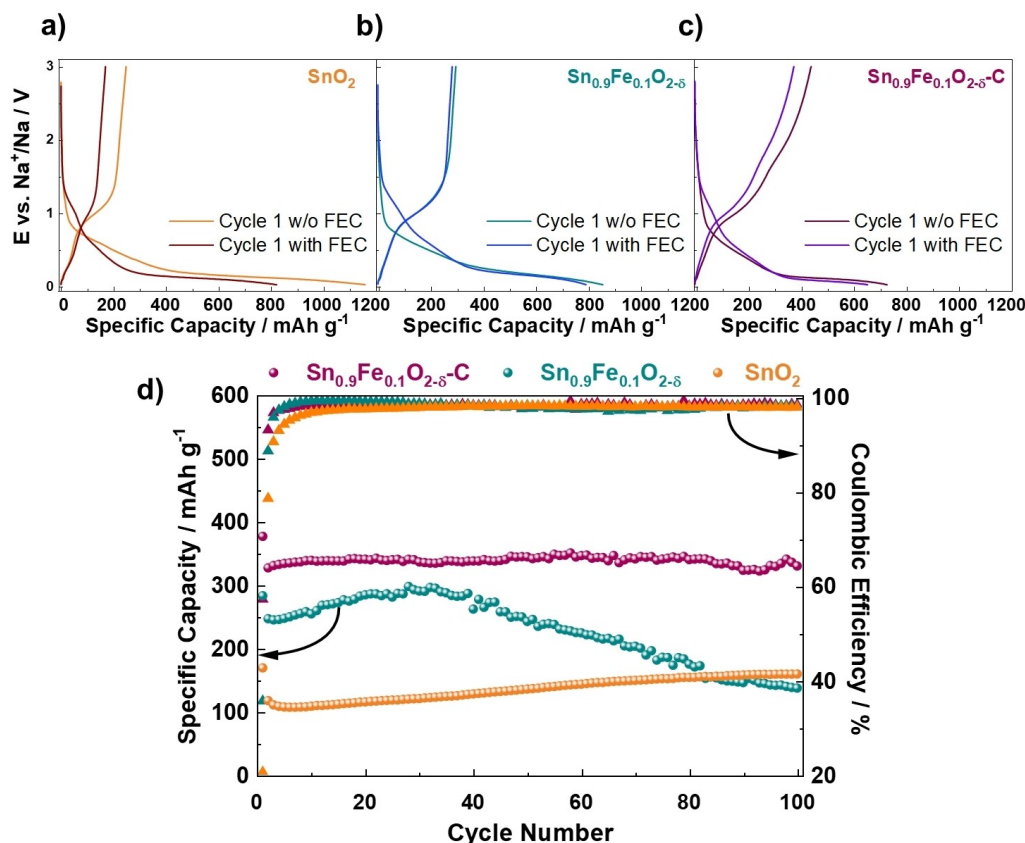 a)
b)
c)
SnO₂
Sn₀.₉Fe₀.₁O₂₋δ
Sn₀.₉Fe₀.₁O₂₋δ-C
E vs. Na⁺/Na / V
3
2
1
0
Cycle 1 w/o FEC
Cycle 1 with FEC
Cycle 1 w/o FEC
Cycle 1 with FEC
Cycle 1 w/o FEC
Cycle 1 with FEC
0 200 400 600 800 1000 1200
200 400 600 800 1000 1200
200 400 600 800 1000 1200
Specific Capacity / mAh g⁻¹
Specific Capacity / mAh g⁻¹
Specific Capacity / mAh g⁻¹
d)
Sn₀.₉Fe₀.₁O₂₋δ-C
Sn₀.₉Fe₀.₁O₂₋δ
SnO₂
Specific Capacity / mAh g⁻¹
600
500
400
300
200
100
0
100
80
60
40
20
Coulombic Efficiency / %
0 20 40 60 80 100
Cycle Number